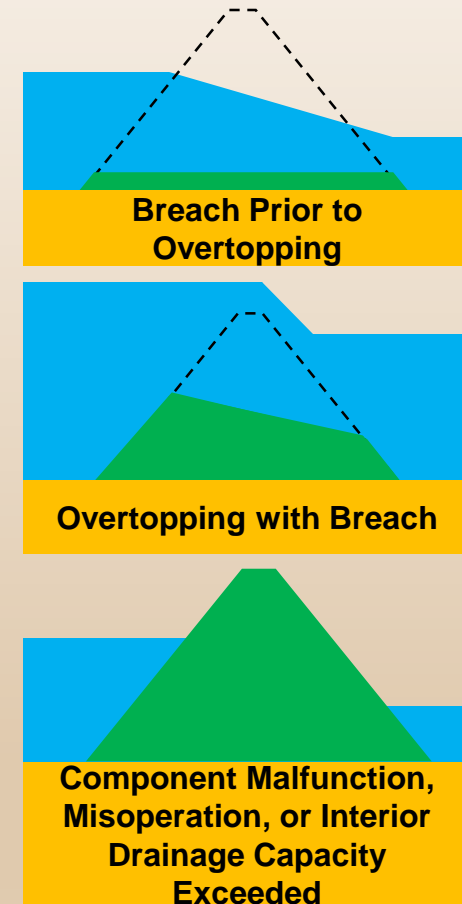 Breach Prior to
Overtopping
Overtopping with Breach
Component Malfunction,
Misoperation, or Interior
Drainage Capacity
Exceeded